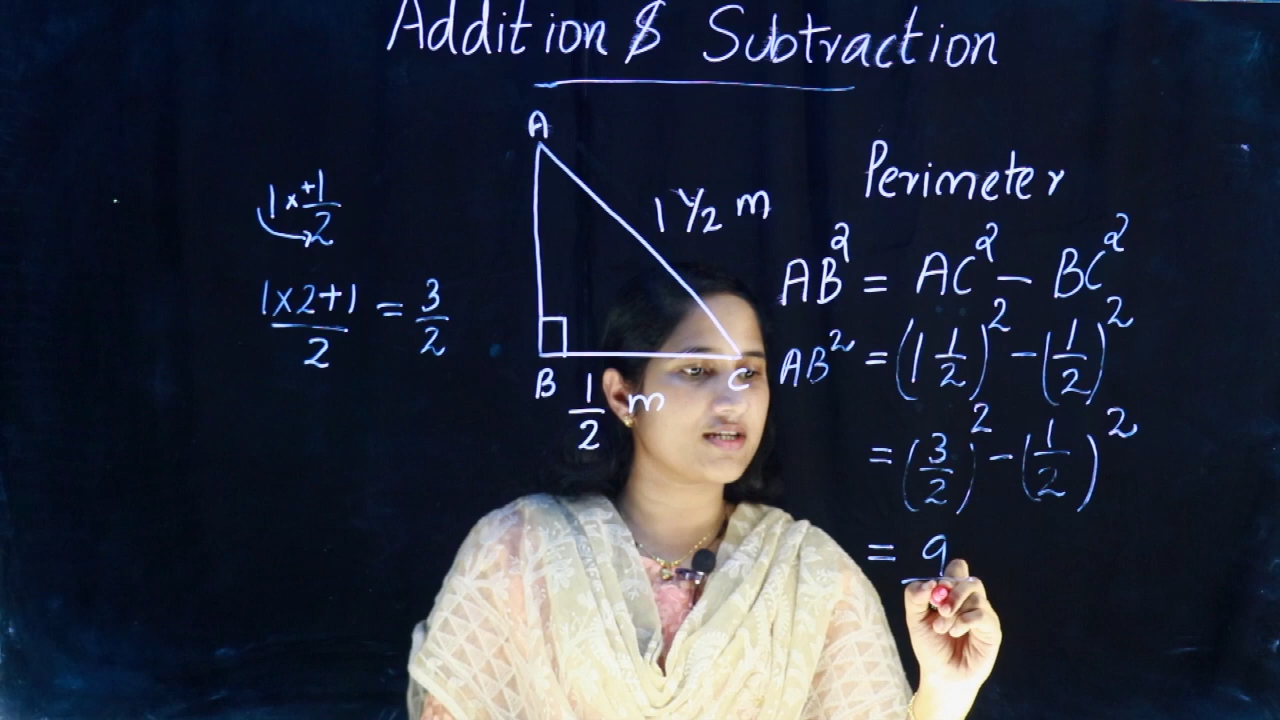 Addition & Subtraction
A
1 1/2 m
B
C
1/2 m
1 × +1/2
(1×2+1)/2 = 3/2
Perimeter
AB² = AC² − BC²
AB² = (1 1/2)² − (1/2)²
= (3/2)² − (1/2)²
= 9